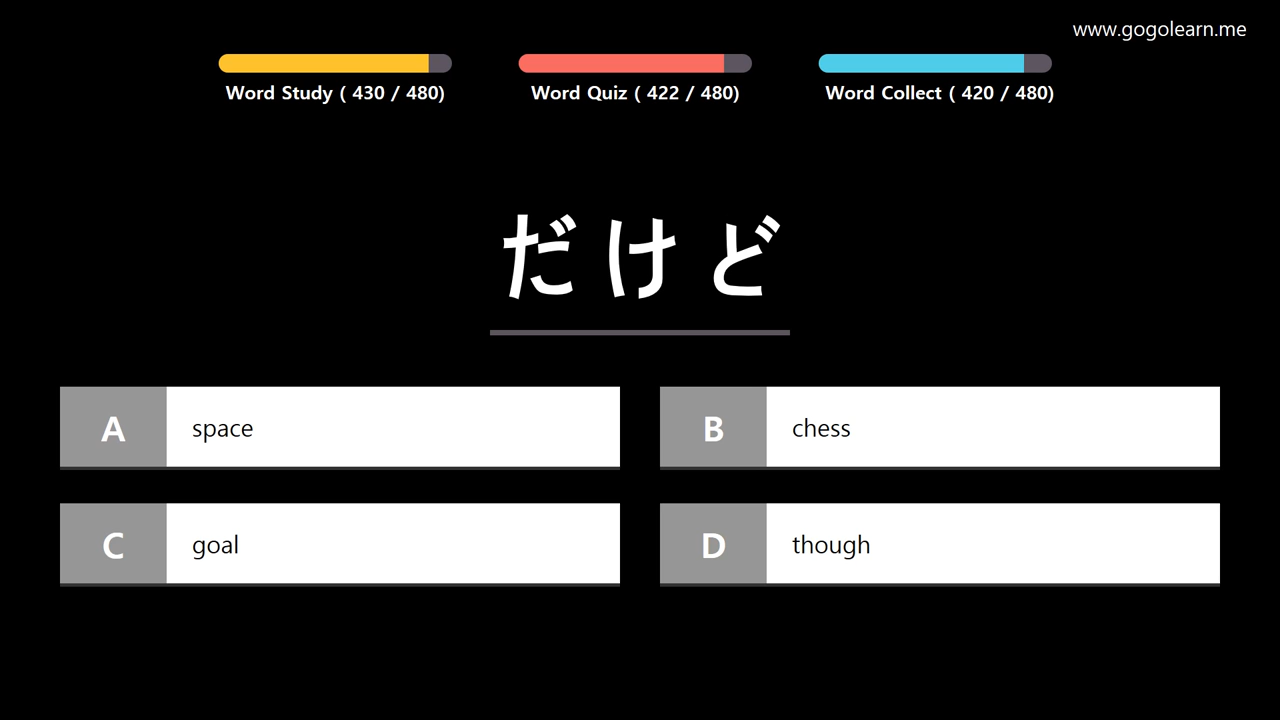 www.gogolearn.me
Word Study ( 430 / 480)
Word Quiz ( 422 / 480)
Word Collect ( 420 / 480)
だけど
A space
B chess
C goal
D though